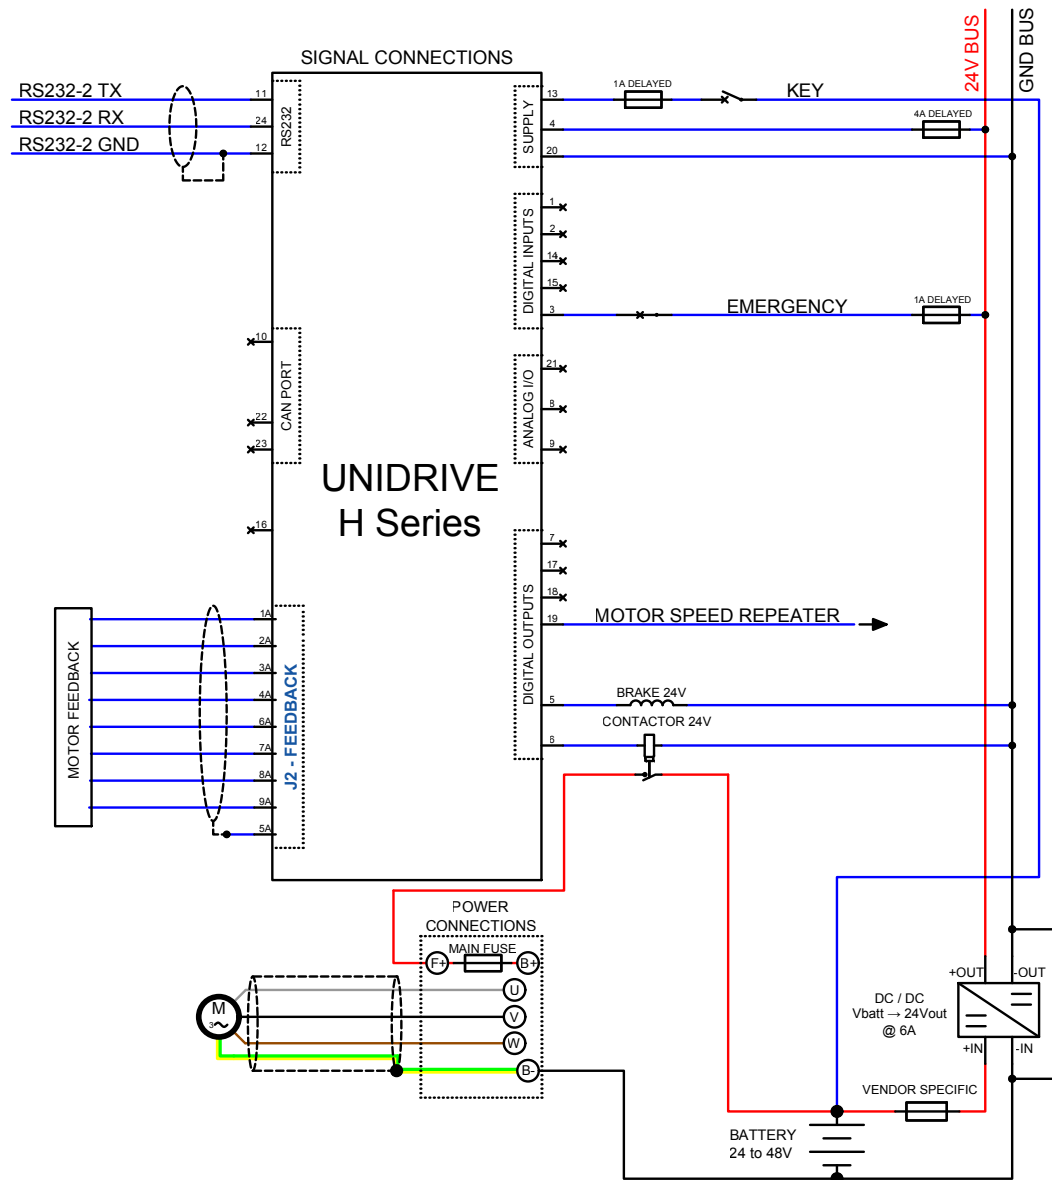 SIGNAL CONNECTIONS
24V BUS
GND BUS
RS232-2 TX
11
RS232-2 RX
24
RS232-2 GND
12
RS232
SUPPLY
13
1A DELAYED
KEY
4
4A DELAYED
20
DIGITAL INPUTS
1
2
14
15
3
EMERGENCY
1A DELAYED
CAN PORT
10
22
23
16
ANALOG I/O
21
8
9
UNIDRIVE
H Series
DIGITAL OUTPUTS
7
17
18
19
MOTOR SPEED REPEATER
5
BRAKE 24V
CONTACTOR 24V
6
MOTOR FEEDBACK
1A
2A
3A
4A
6A
7A
8A
9A
5A
J2 - FEEDBACK
POWER
CONNECTIONS
MAIN FUSE
F+
B+
U
V
W
B-
M
3
+OUT
-OUT
DC / DC
Vbatt → 24Vout
@ 6A
+IN
-IN
VENDOR SPECIFIC
BATTERY
24 to 48V